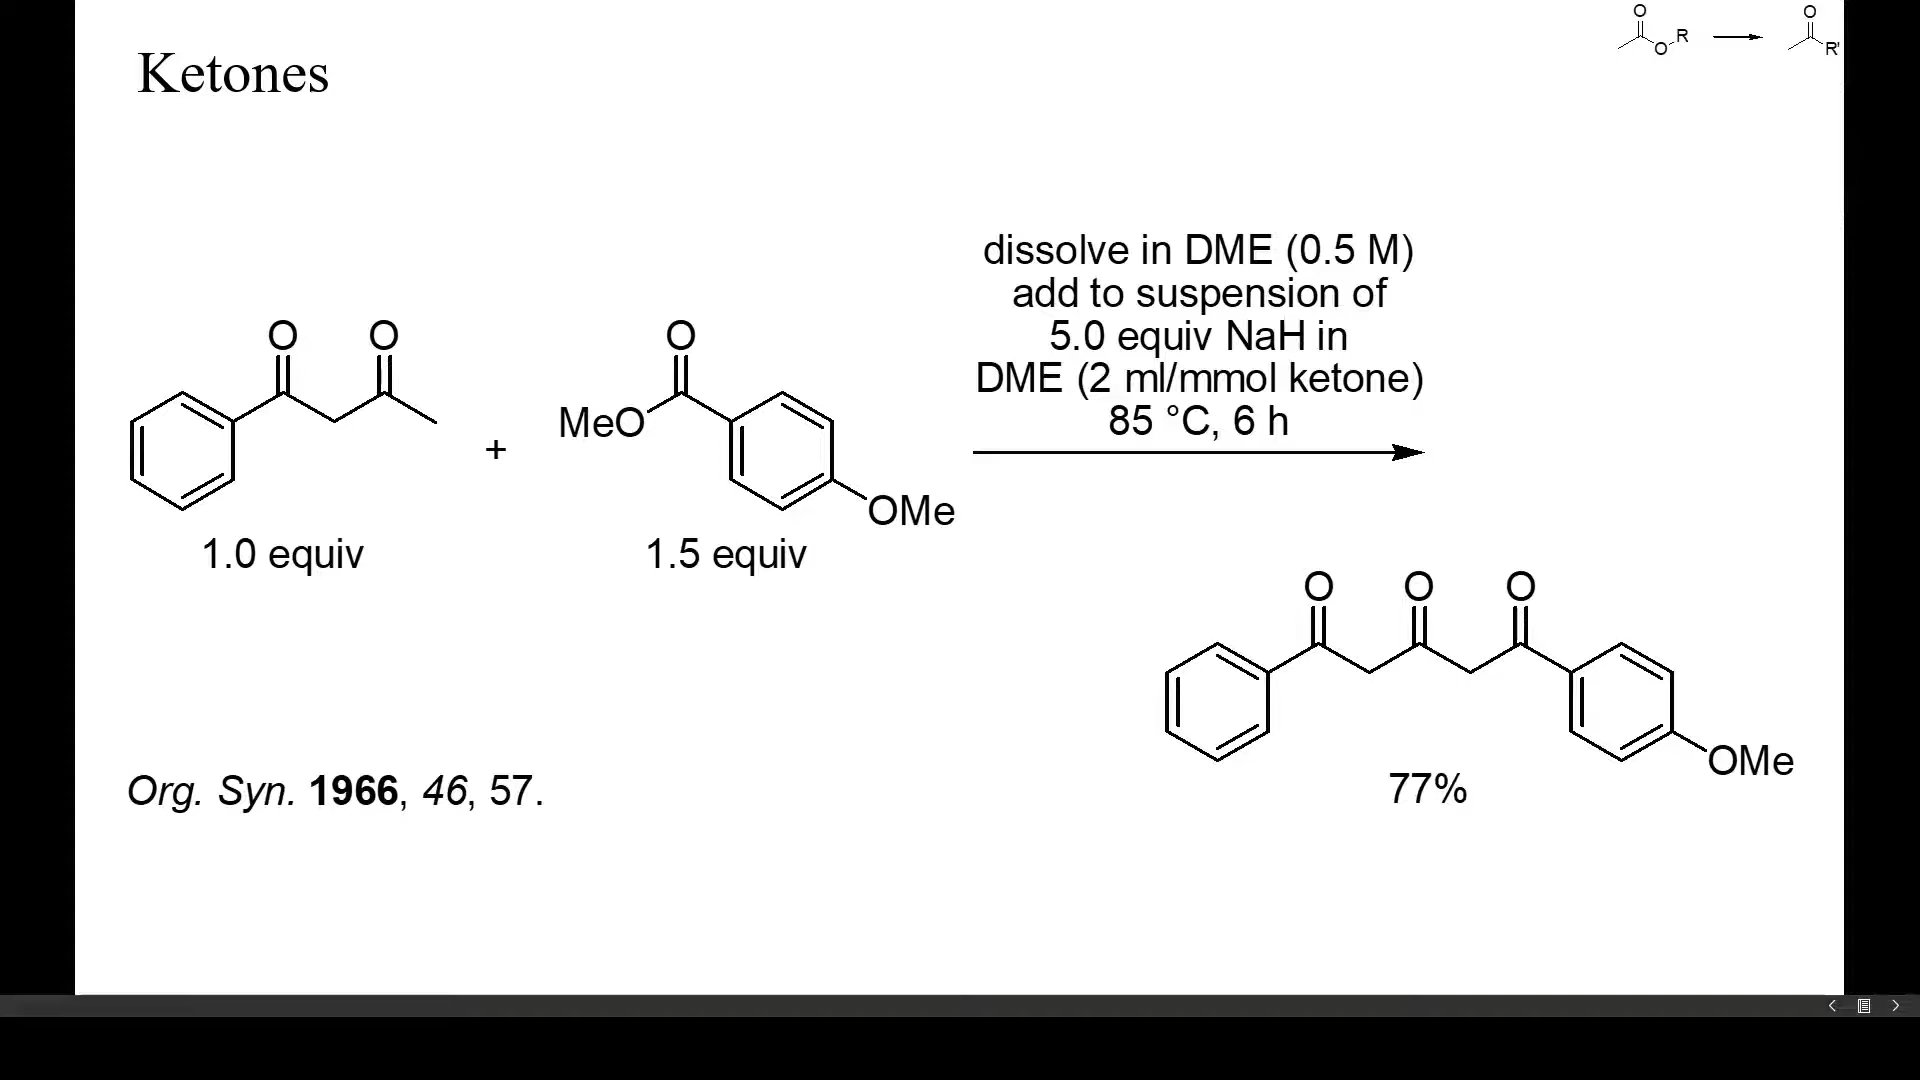 Ketones
O
O
R
O
R'
dissolve in DME (0.5 M)
add to suspension of
5.0 equiv NaH in
DME (2 ml/mmol ketone)
85 °C, 6 h
O
O
+
MeO
O
OMe
1.0 equiv
1.5 equiv
O
O
O
OMe
77%
Org. Syn. 1966, 46, 57.